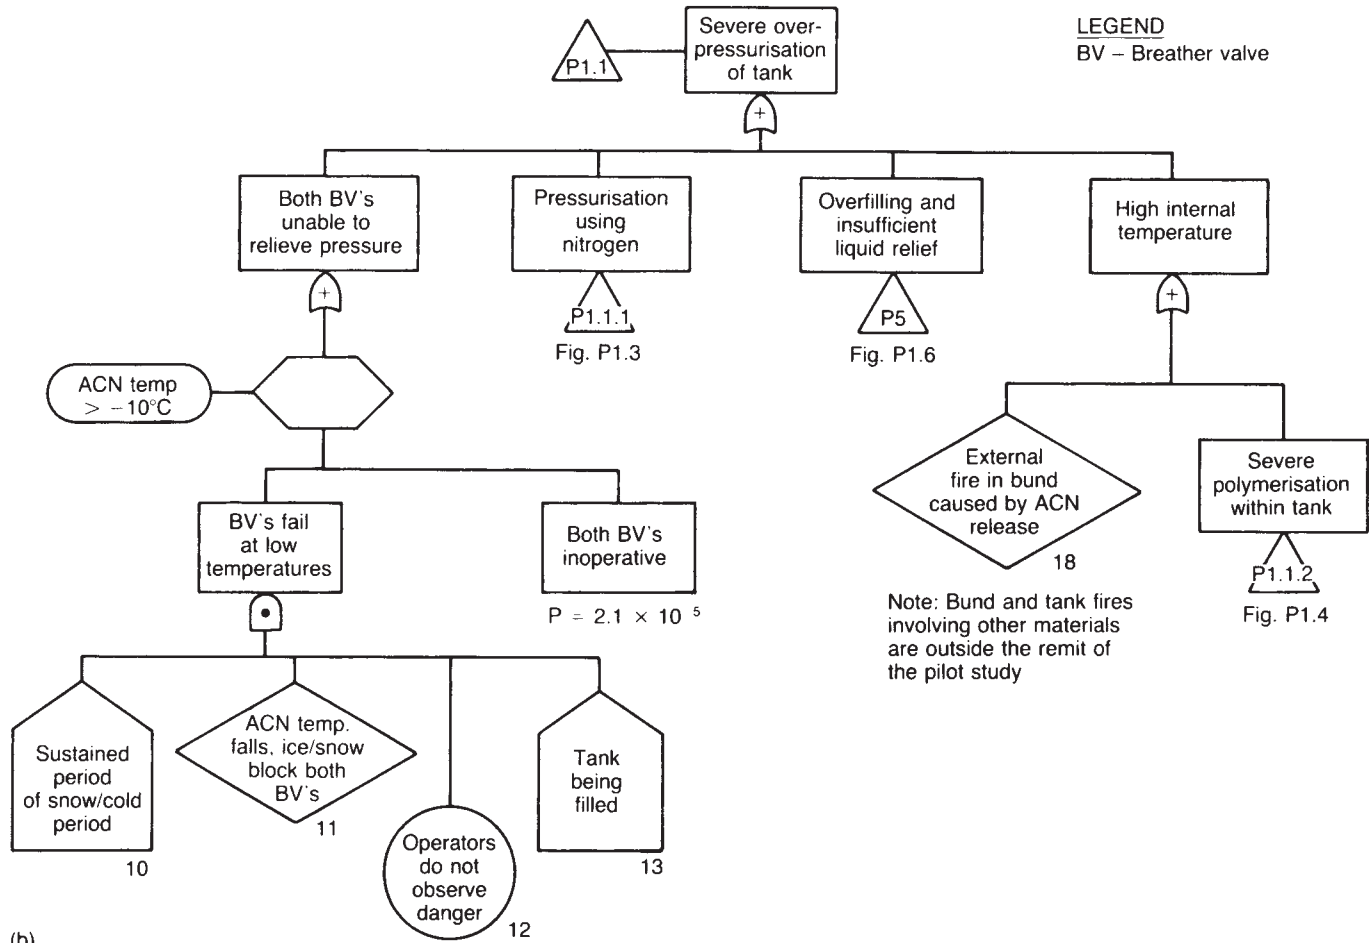 Severe over-
pressurisation
of tank
P1.1
LEGEND
BV – Breather valve
+
Both BV's
unable to
relieve pressure
Pressurisation
using
nitrogen
Overfilling and
insufficient
liquid relief
High internal
temperature
+
P1.1.1
Fig. P1.3
P5
Fig. P1.6
+
ACN temp
> −10°C
External
fire in bund
caused by ACN
release
18
Severe
polymerisation
within tank
P1.1.2
Fig. P1.4
Note: Bund and tank fires
involving other materials
are outside the remit of
the pilot study
BV's fail
at low
temperatures
Both BV's
inoperative
P = 2.1 × 10 5
Sustained
period
of snow/cold
period
10
ACN temp.
falls, ice/snow
block both
BV's
11
Operators
do not
observe
danger
12
Tank
being
filled
13
(b)